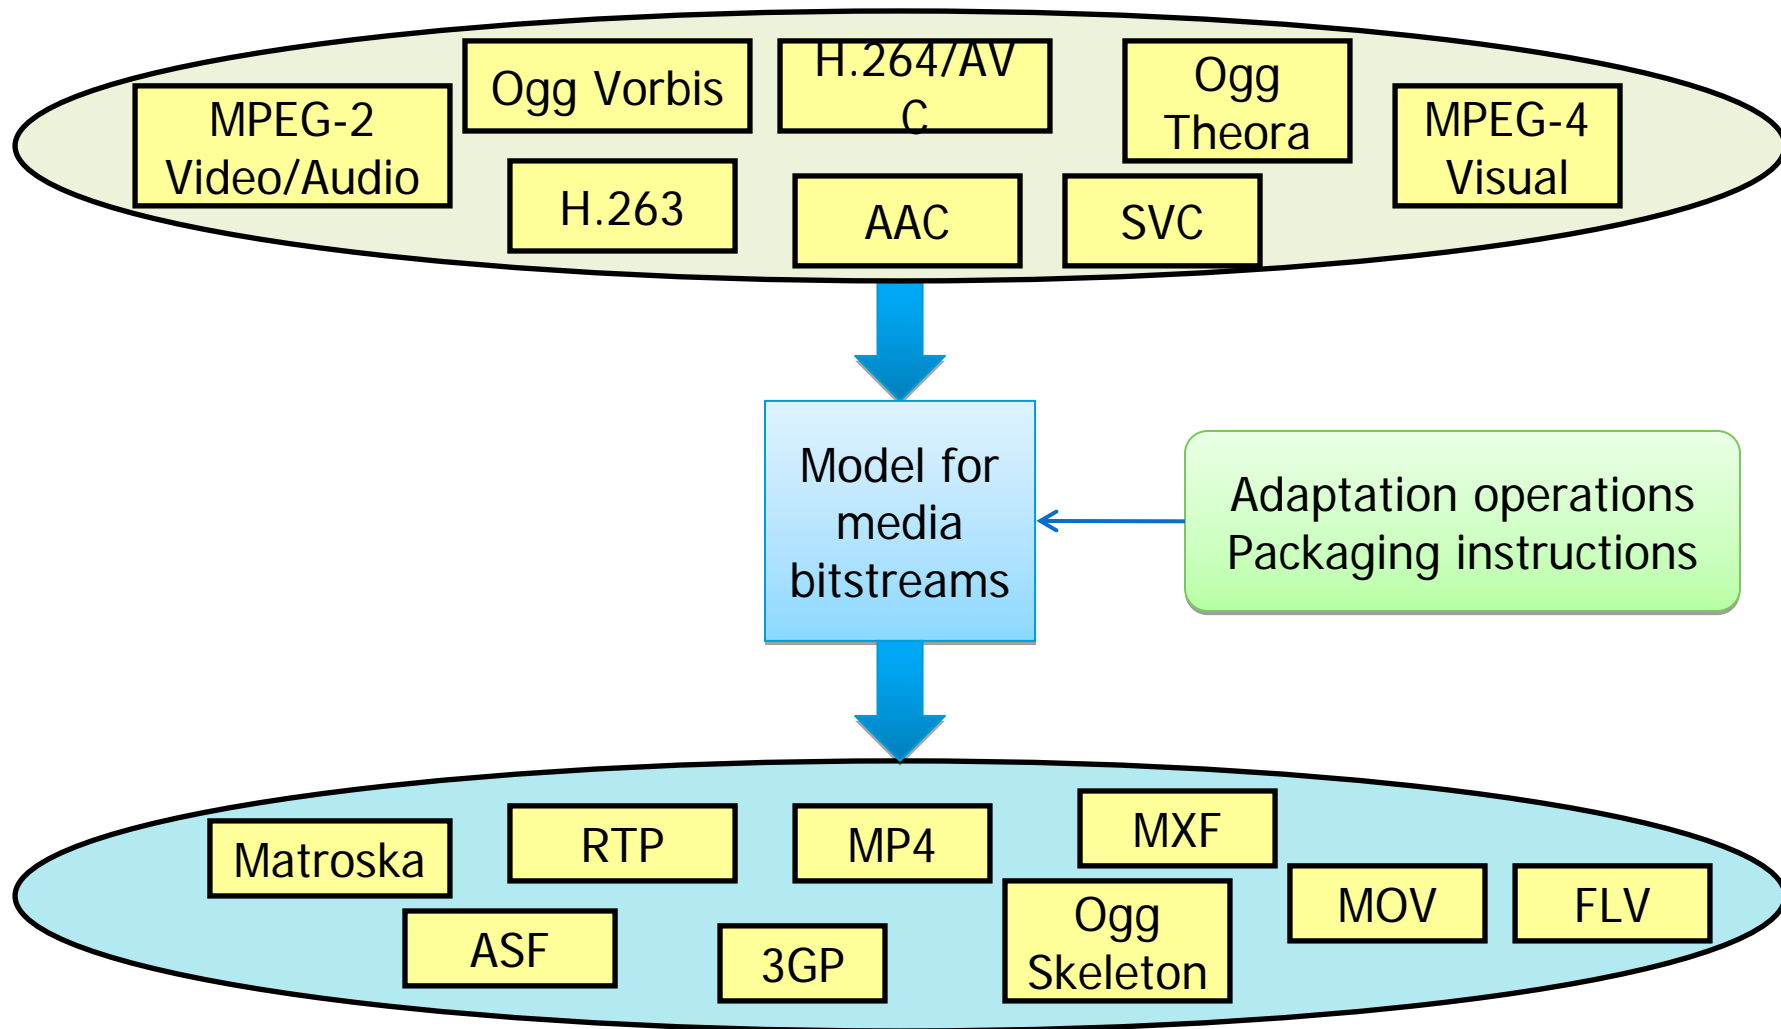 MPEG-2
Video/Audio
Ogg Vorbis
H.264/AV
C
Ogg
Theora
MPEG-4
Visual
H.263
AAC
SVC
Model for
media
bitstreams
Adaptation operations
Packaging instructions
Matroska
RTP
MP4
MXF
MOV
FLV
ASF
3GP
Ogg
Skeleton